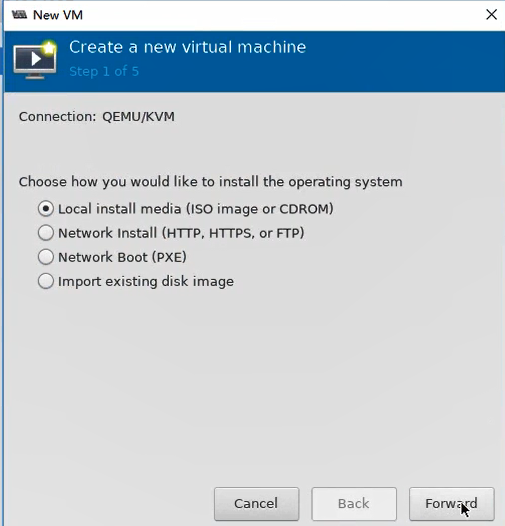 New VM
Create a new virtual machine
Step 1 of 5
Connection: QEMU/KVM
Choose how you would like to install the operating system
Local install media (ISO image or CDROM)
Network Install (HTTP, HTTPS, or FTP)
Network Boot (PXE)
Import existing disk image
Cancel Back Forward